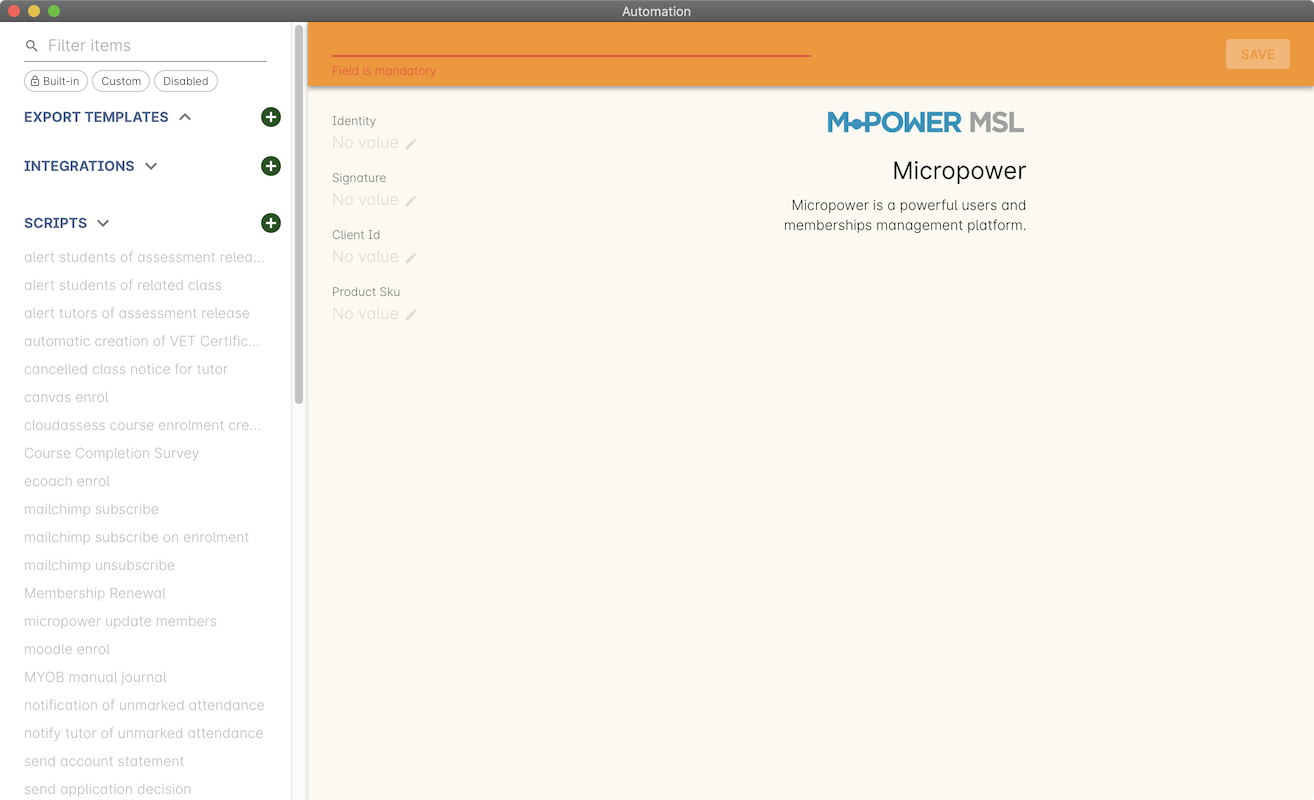 Automation
Filter items
Built-in Custom Disabled
EXPORT TEMPLATES
INTEGRATIONS
SCRIPTS
alert students of assessment relea...
alert students of related class
alert tutors of assessment release
automatic creation of VET Certific...
cancelled class notice for tutor
canvas enrol
cloudassess course enrolment cre...
Course Completion Survey
ecoach enrol
mailchimp subscribe
mailchimp subscribe on enrolment
mailchimp unsubscribe
Membership Renewal
micropower update members
moodle enrol
MYOB manual journal
notification of unmarked attendance
notify tutor of unmarked attendance
send account statement
send application decision
Field is mandatory
SAVE
Identity
No value
Signature
No value
Client Id
No value
Product Sku
No value
M•POWER MSL
Micropower
Micropower is a powerful users and
memberships management platform.